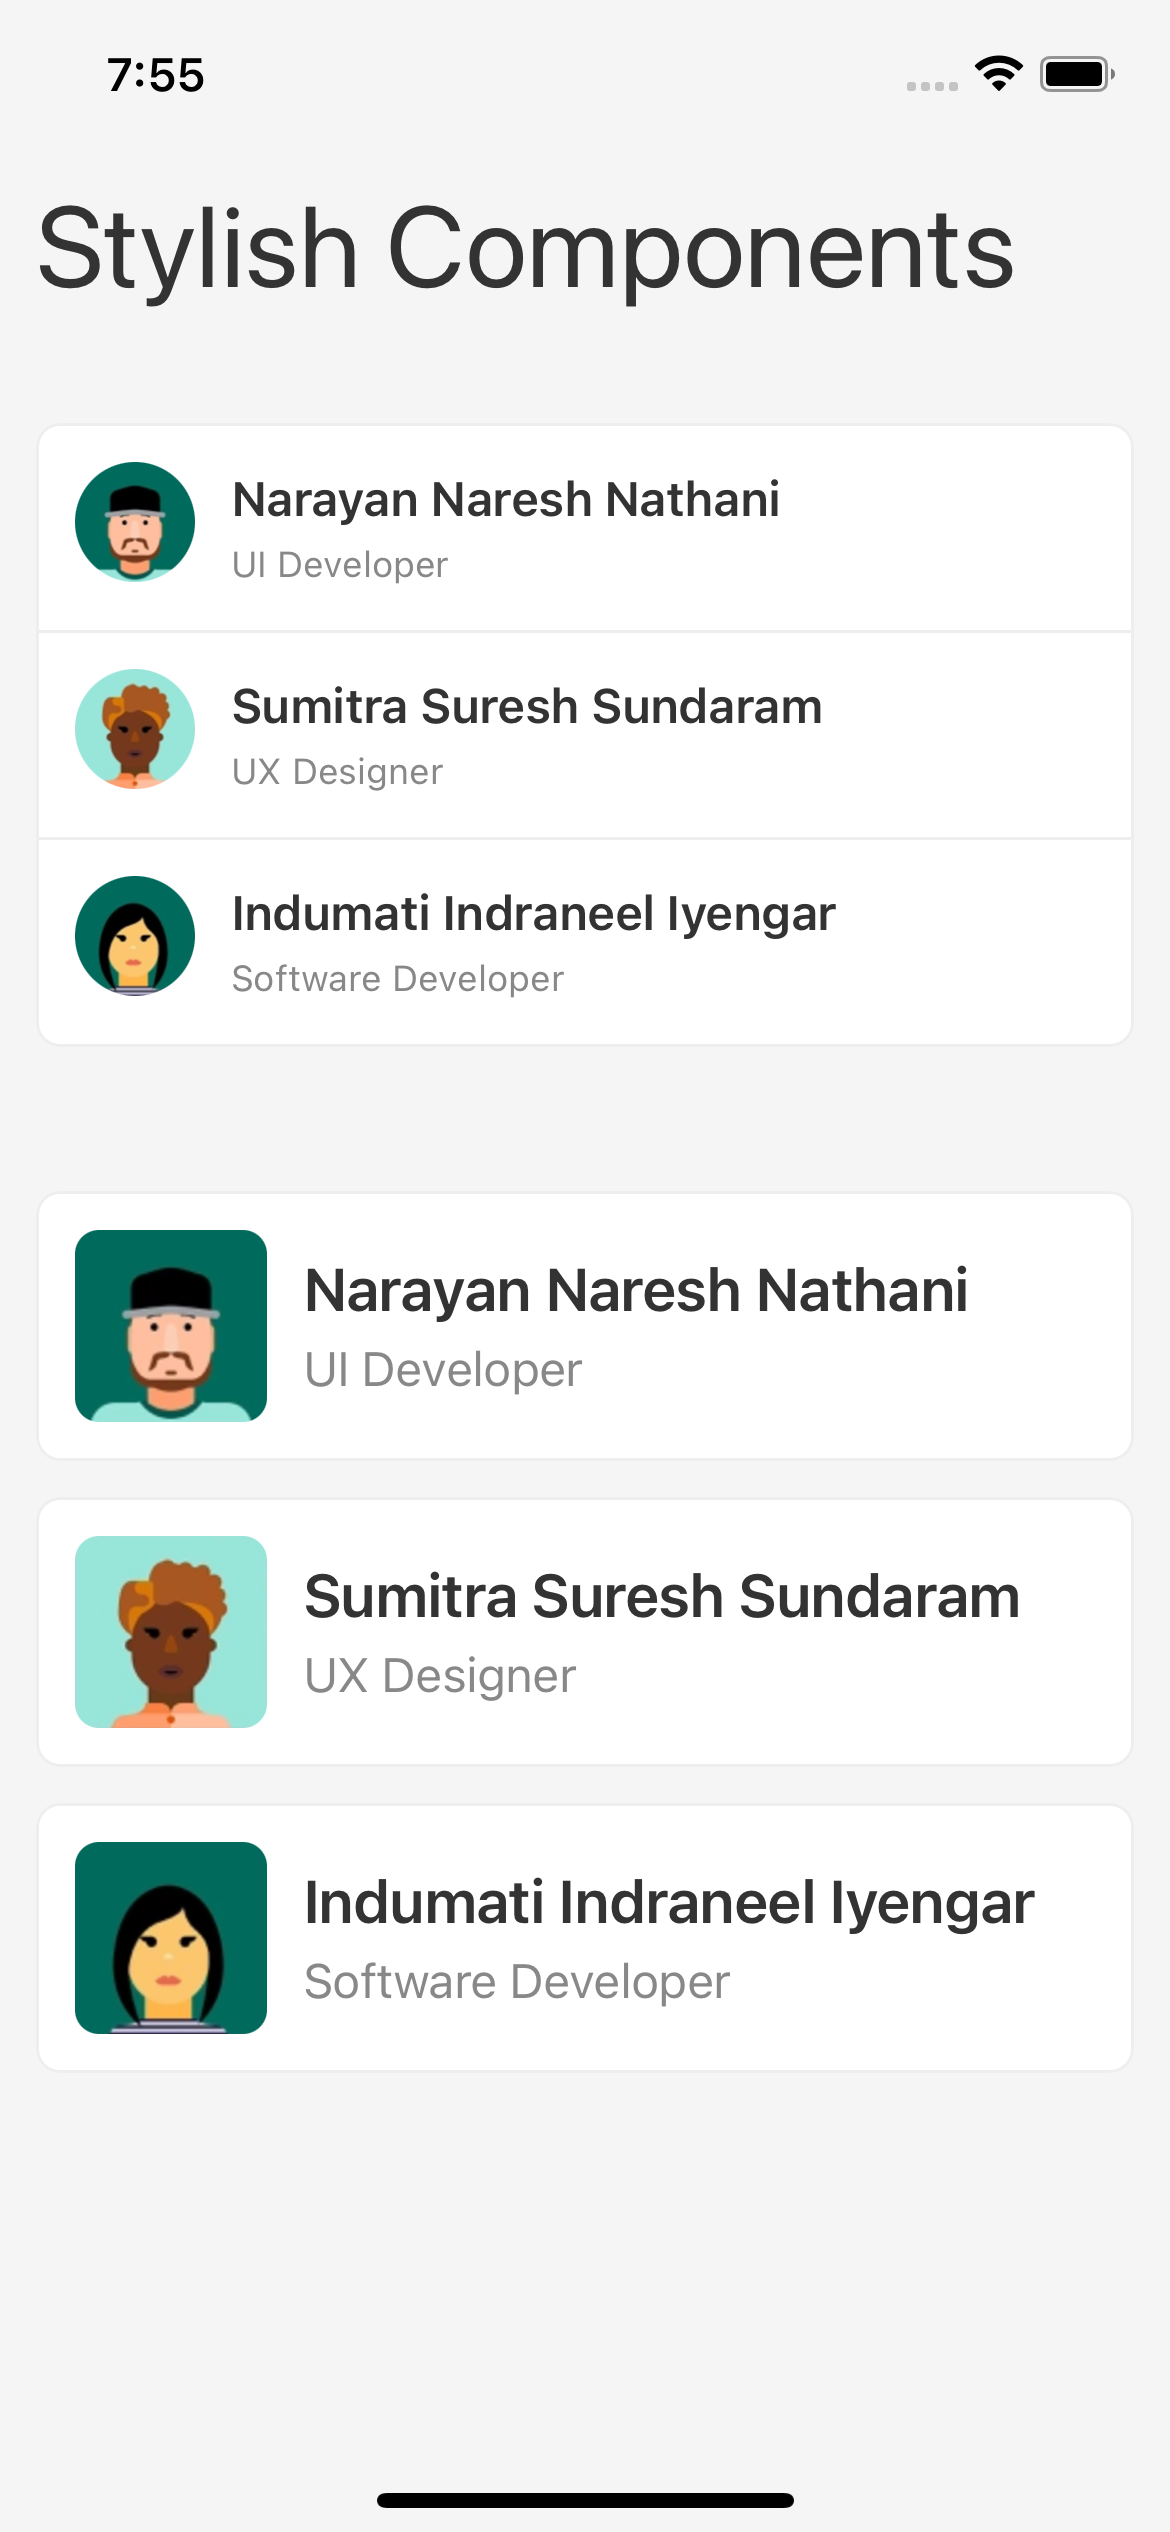 7:55
Stylish Components
Narayan Naresh Nathani
UI Developer
Sumitra Suresh Sundaram
UX Designer
Indumati Indraneel Iyengar
Software Developer
Narayan Naresh Nathani
UI Developer
Sumitra Suresh Sundaram
UX Designer
Indumati Indraneel Iyengar
Software Developer